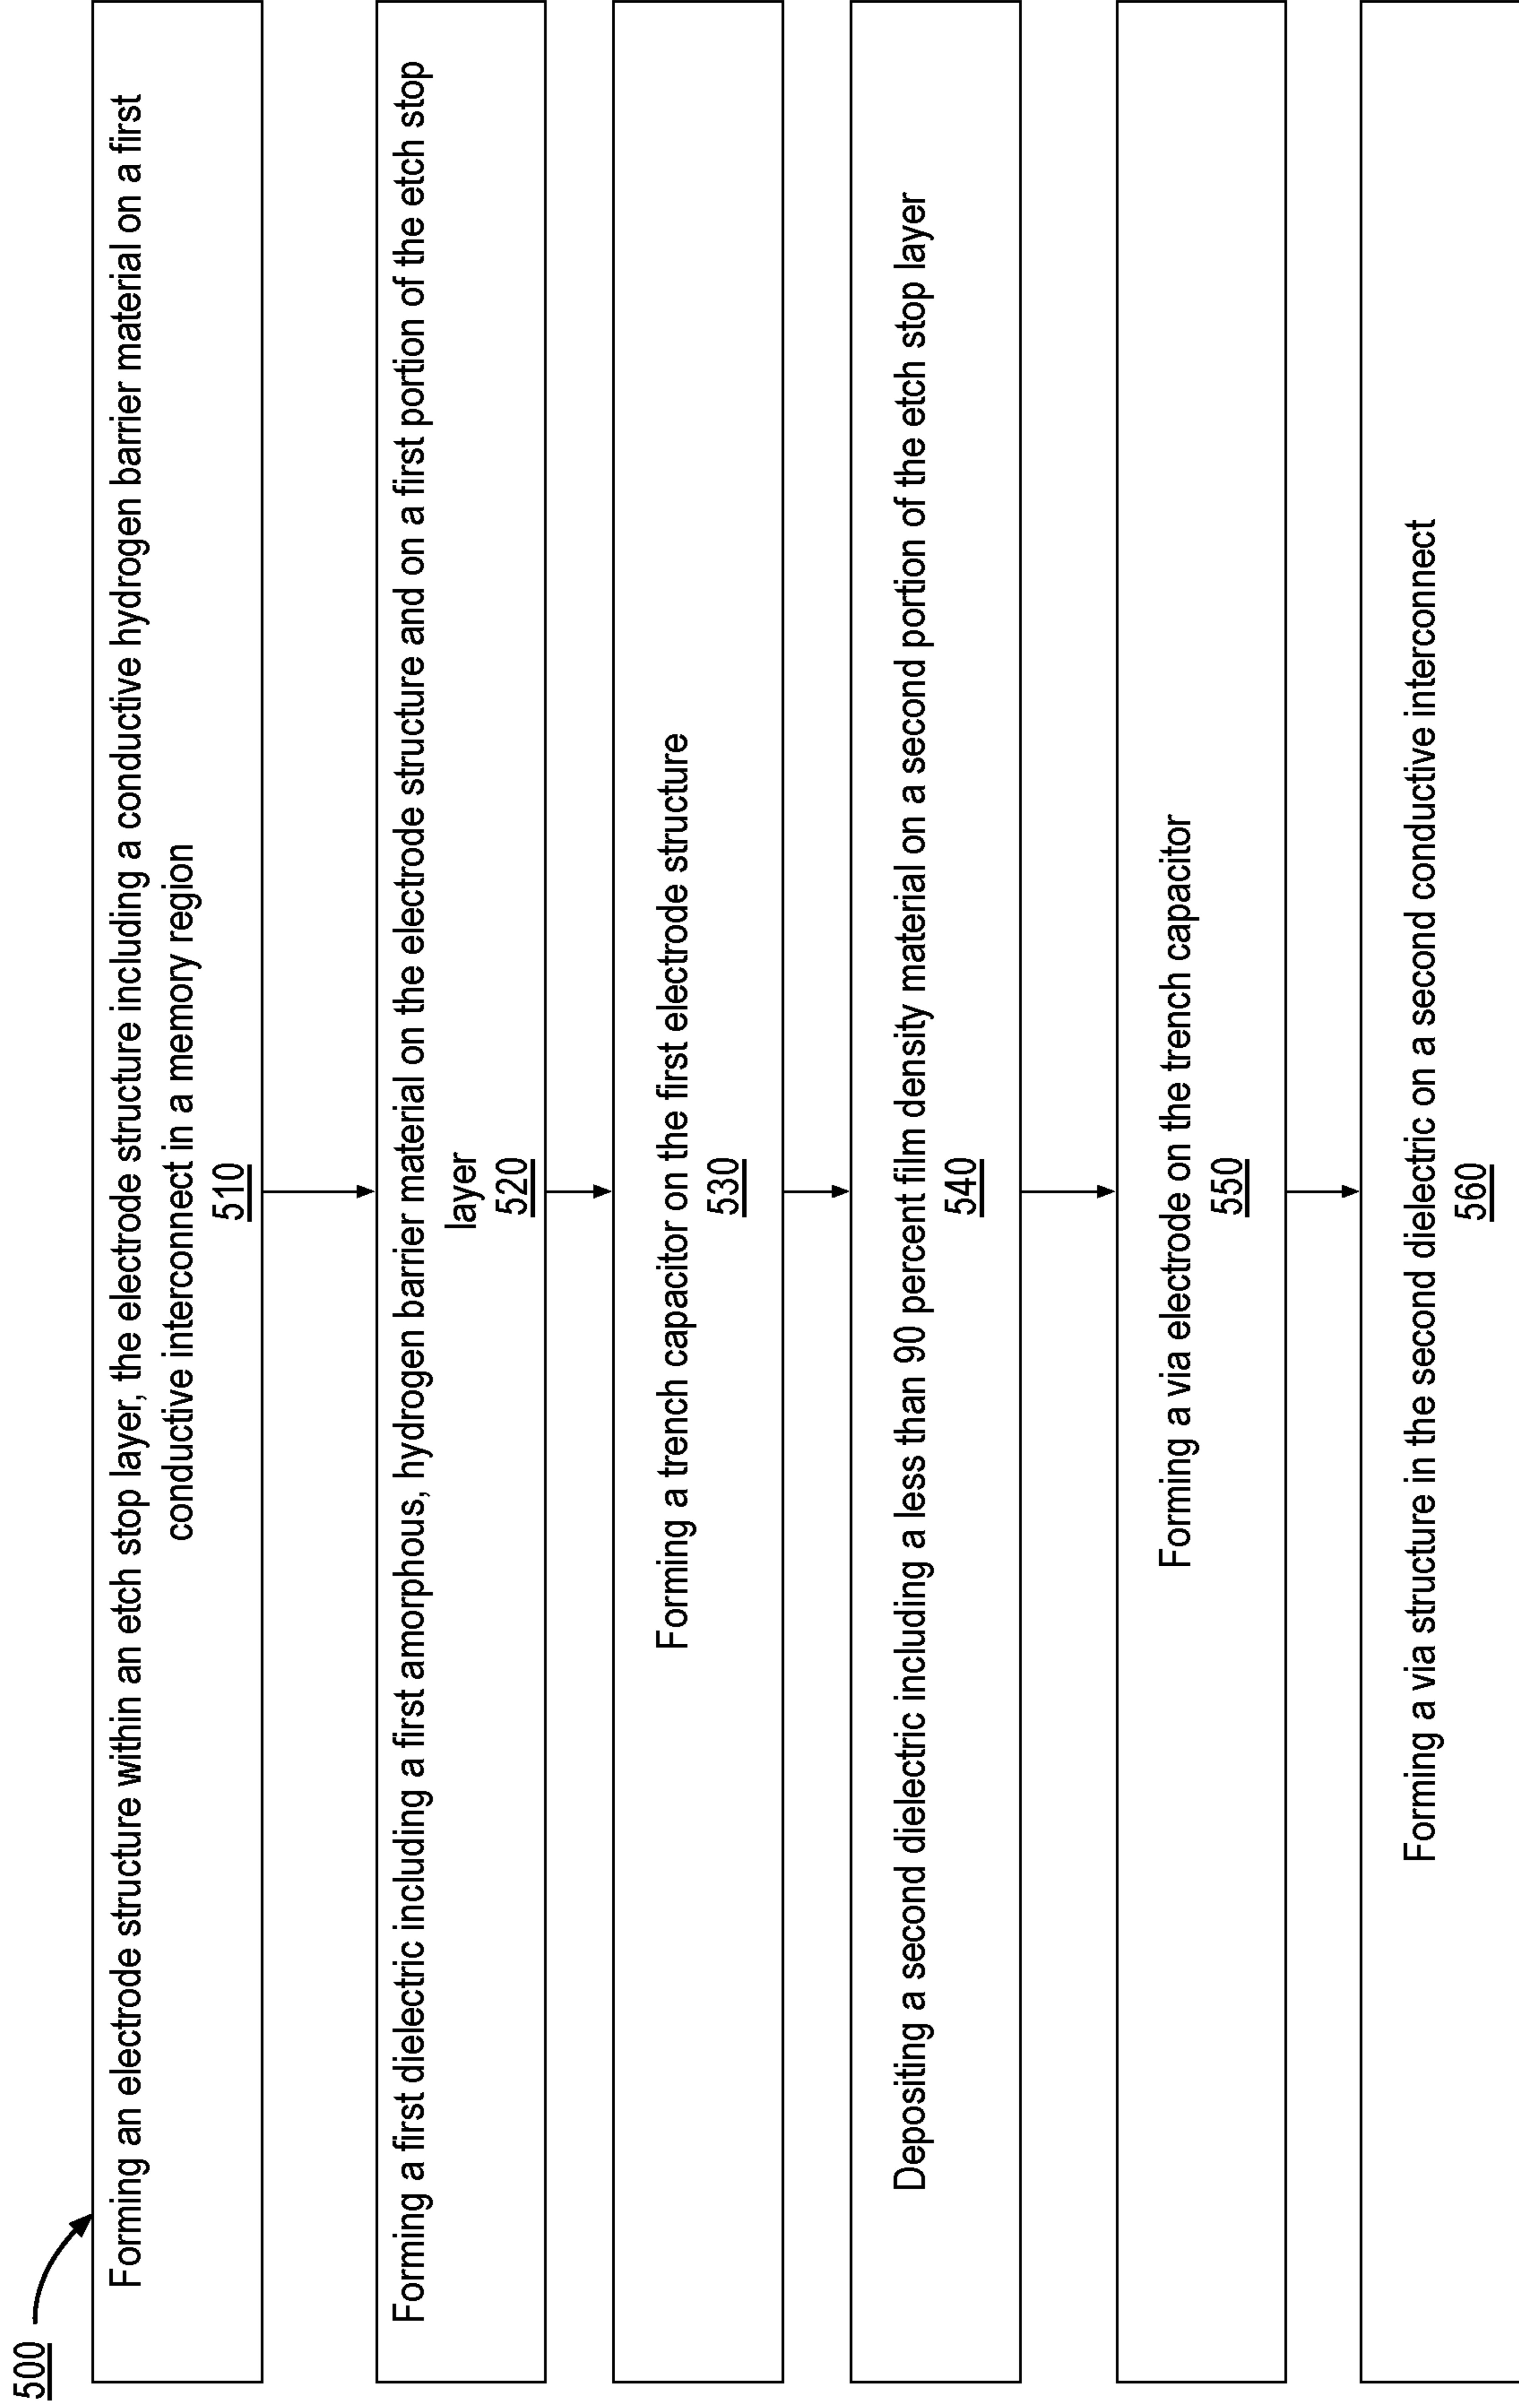 500
Forming an electrode structure within an etch stop layer, the electrode structure including a conductive hydrogen barrier material on a first
conductive interconnect in a memory region
510
Forming a first dielectric including a first amorphous, hydrogen barrier material on the electrode structure and on a first portion of the etch stop
layer
520
Forming a trench capacitor on the first electrode structure
530
Depositing a second dielectric including a less than 90 percent film density material on a second portion of the etch stop layer
540
Forming a via electrode on the trench capacitor
550
Forming a via structure in the second dielectric on a second conductive interconnect
560